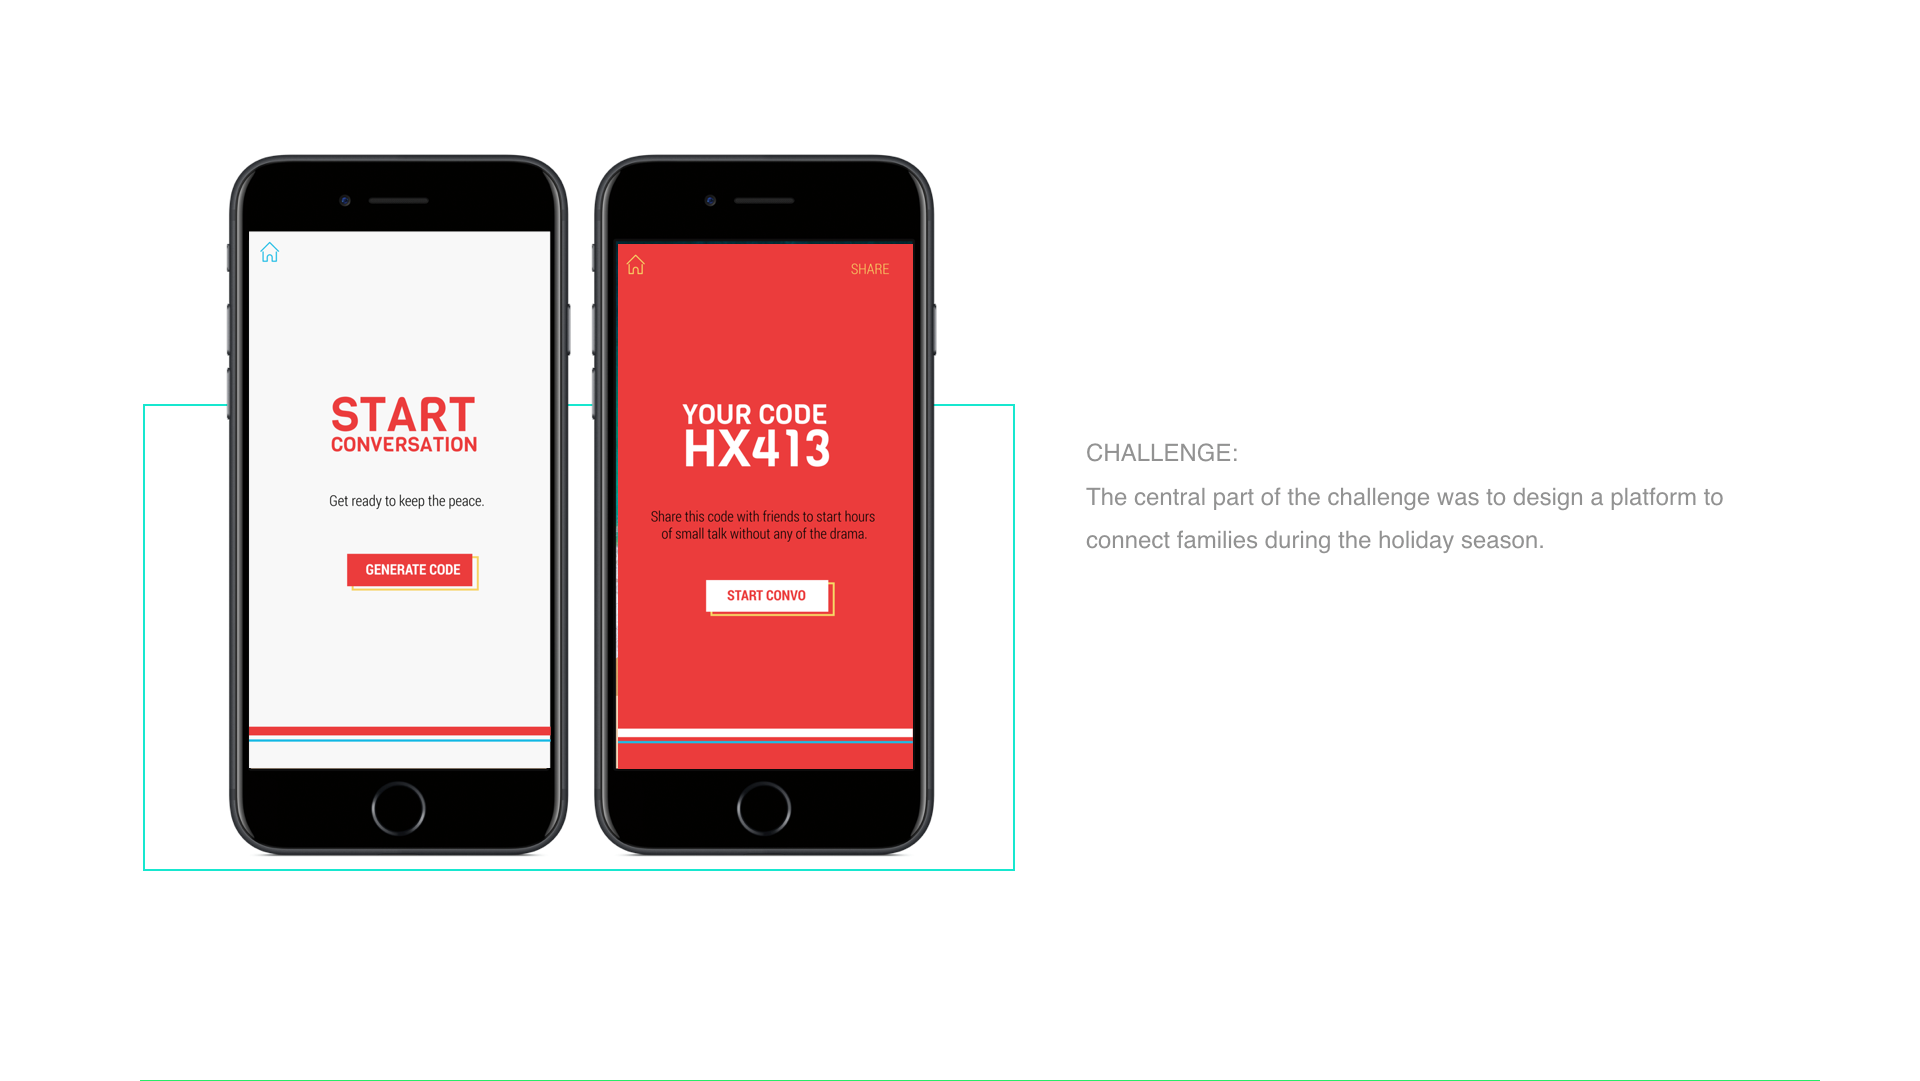 START
CONVERSATION
Get ready to keep the peace.
GENERATE CODE
SHARE
YOUR CODE
HX413
Share this code with friends to start hours
of small talk without any of the drama.
START CONVO
CHALLENGE:
The central part of the challenge was to design a platform to
connect families during the holiday season.